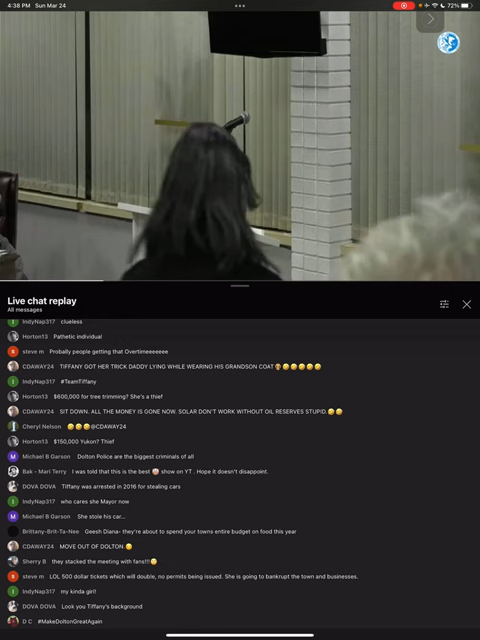 4:38 PM Sun Mar 24
72%
Live chat replay
All messages
IndyNap317 clueless
Horton13 Pathetic individual
steve m Probally people getting that Overtimeeeeeee
CDAWAY24 TIFFANY GOT HER TRICK DADDY LYING WHILE WEARING HIS GRANDSON COAT
IndyNap317 #TeamTiffany
Horton13 $600,000 for tree trimming? She's a thief
CDAWAY24 SIT DOWN. ALL THE MONEY IS GONE NOW. SOLAR DON'T WORK WITHOUT OIL RESERVES STUPID.🤣🤣
Cheryl Nelson 🤣🤣🤣@CDAWAY24
Horton13 $150,000 Yukon? Thief
Michael B Garson Dolton Police are the biggest criminals of all
Bak - Mari Terry I was told that this is the best show on YT . Hope it doesn't disappoint.
DOVA DOVA Tiffany was arrested in 2016 for stealing cars
IndyNap317 who cares she Mayor now
Michael B Garson She stole his car...
Brittany-Brit-Ta-Nee Geesh Diana- they're about to spend your towns entire budget on food this year
CDAWAY24 MOVE OUT OF DOLTON.
Sherry B they stacked the meeting with fans!!!
steve m LOL 500 dollar tickets which will double, no permits being issued. She is going to bankrupt the town and businesses.
IndyNap317 my kinda girl!
DOVA DOVA Look you Tiffany's background
D C #MakeDoltonGreatAgain